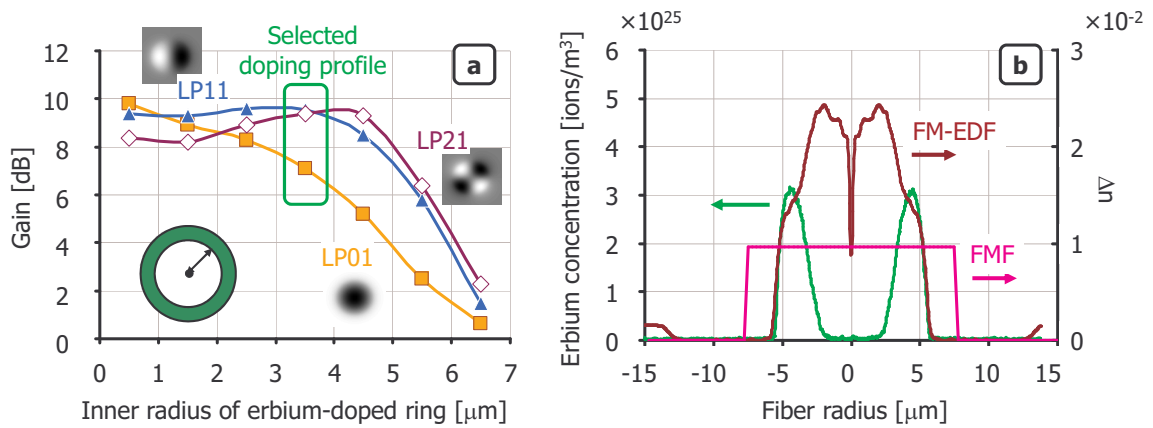 a
Selected
doping profile
LP11
LP21
LP01
12
10
8
6
4
2
0
Gain [dB]
0 1 2 3 4 5 6 7
Inner radius of erbium-doped ring [μm]
×10²⁵
×10⁻²
b
FM-EDF
FMF
6
5
4
3
2
1
0
Erbium concentration [ions/m³]
3
2
1
0
Δn
-15 -10 -5 0 5 10 15
Fiber radius [μm]